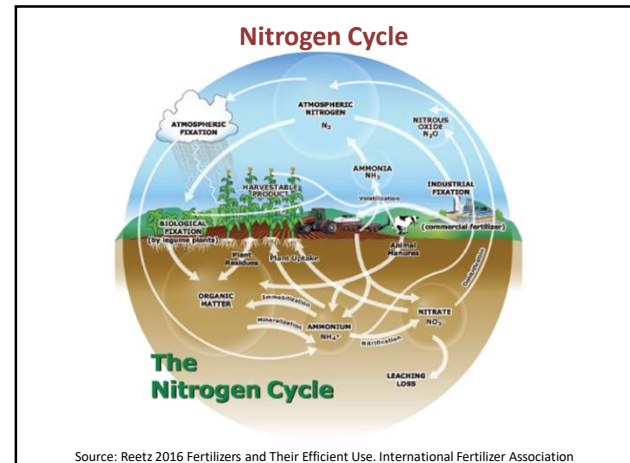 Nitrogen Cycle
ATMOSPHERIC
NITROGEN
N₂
ATMOSPHERIC
FIXATION
NITROUS
OXIDE
N₂O
AMMONIA
NH₃
HARVESTABLE
PRODUCT
Volatilization
INDUSTRIAL
FIXATION
(commercial fertilizer)
BIOLOGICAL
FIXATION
(by legume plants)
Plant
Residues
Plant Uptake
Animal
Manures
Denitrification
ORGANIC
MATTER
Immobilization
Mineralization
AMMONIUM
NH₄⁺
Nitrification
NITRATE
NO₃
LEACHING
LOSS
The
Nitrogen Cycle
Source: Reetz 2016 Fertilizers and Their Efficient Use. International Fertilizer Association